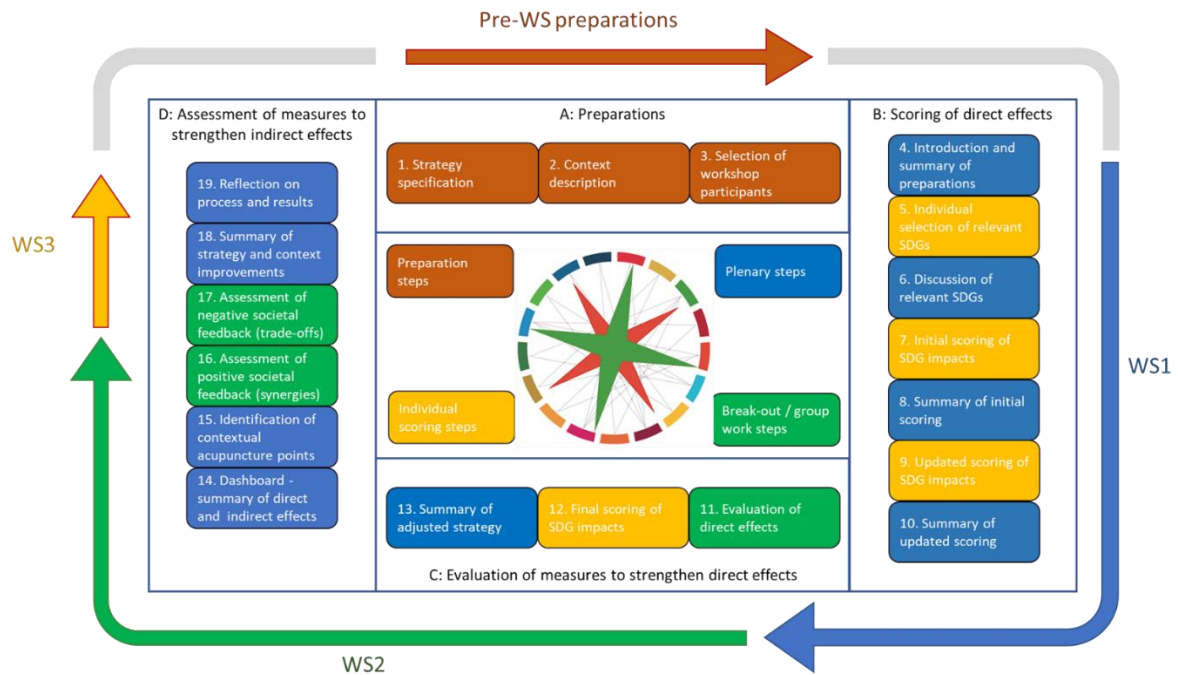 Pre-WS preparations
D: Assessment of measures to
strengthen indirect effects
A: Preparations
B: Scoring of direct effects
19. Reflection on
process and results
18. Summary of
strategy and context
improvements
17. Assessment of
negative societal
feedback (trade-offs)
16. Assessment of
positive societal
feedback (synergies)
15. Identification of
contextual
acupuncture points
14. Dashboard -
summary of direct
and indirect effects
1. Strategy
specification
2. Context
description
3. Selection of
workshop
participants
Preparation
steps
Plenary steps
Individual
scoring steps
Break-out / group
work steps
13. Summary of
adjusted strategy
12. Final scoring of
SDG impacts
11. Evaluation of
direct effects
C: Evaluation of measures to strengthen direct effects
4. Introduction and
summary of
preparations
5. Individual
selection of relevant
SDGs
6. Discussion of
relevant SDGs
7. Initial scoring of
SDG impacts
8. Summary of initial
scoring
9. Updated scoring of
SDG impacts
10. Summary of
updated scoring
WS3
WS1
WS2